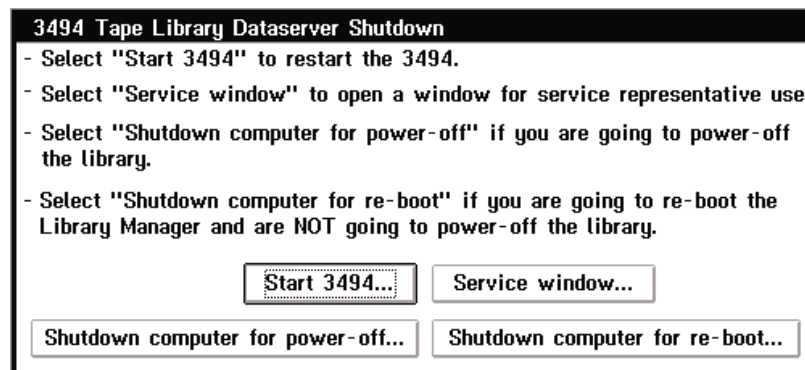 3494 Tape Library Dataserver Shutdown
- Select "Start 3494" to restart the 3494.
- Select "Service window" to open a window for service representative use
- Select "Shutdown computer for power-off" if you are going to power-off
the library.
- Select "Shutdown computer for re-boot" if you are going to re-boot the
Library Manager and are NOT going to power-off the library.
Start 3494... Service window...
Shutdown computer for power-off... Shutdown computer for re-boot...